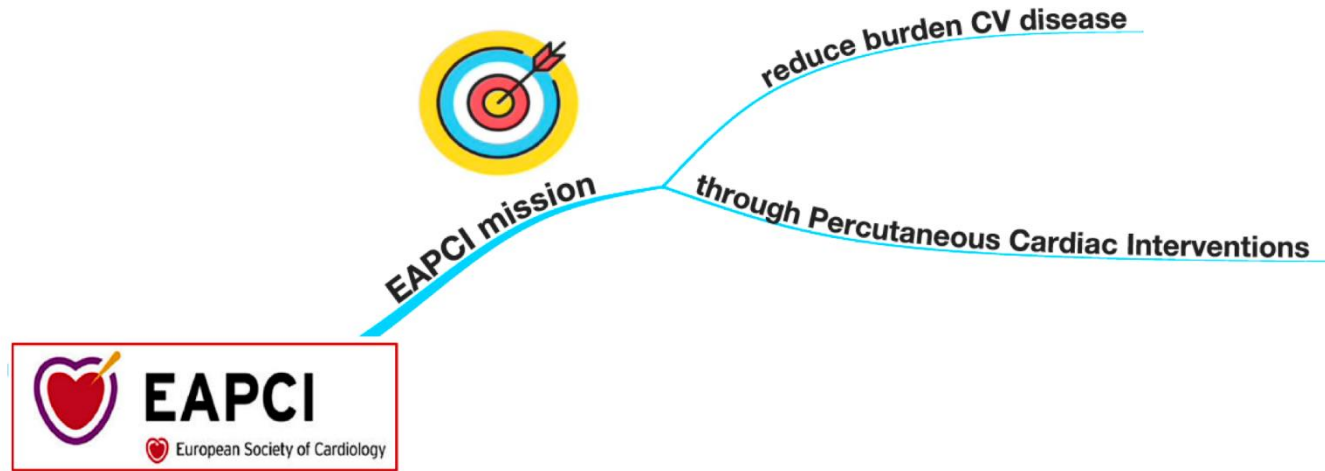 reduce burden CV disease
EAPCI mission
through Percutaneous Cardiac Interventions
EAPCI
European Society of Cardiology